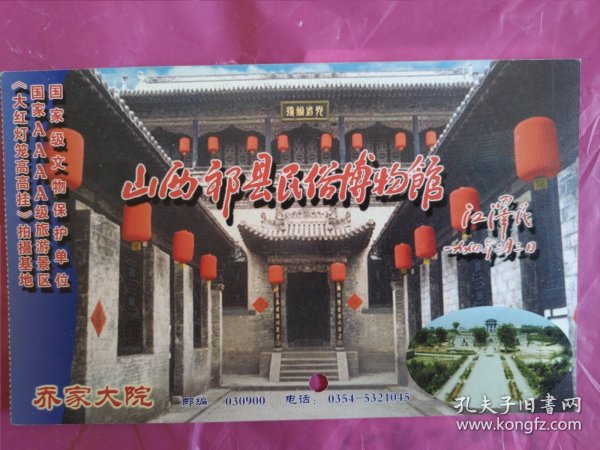 国家级文物保护单位
国家AAAA级旅游景区
《大红灯笼高高挂》拍摄基地
山西祁县民俗博物館
江泽民
乔家大院
邮编：030900 电话：0354-5321045
孔夫子旧书网
www.kongfz.com